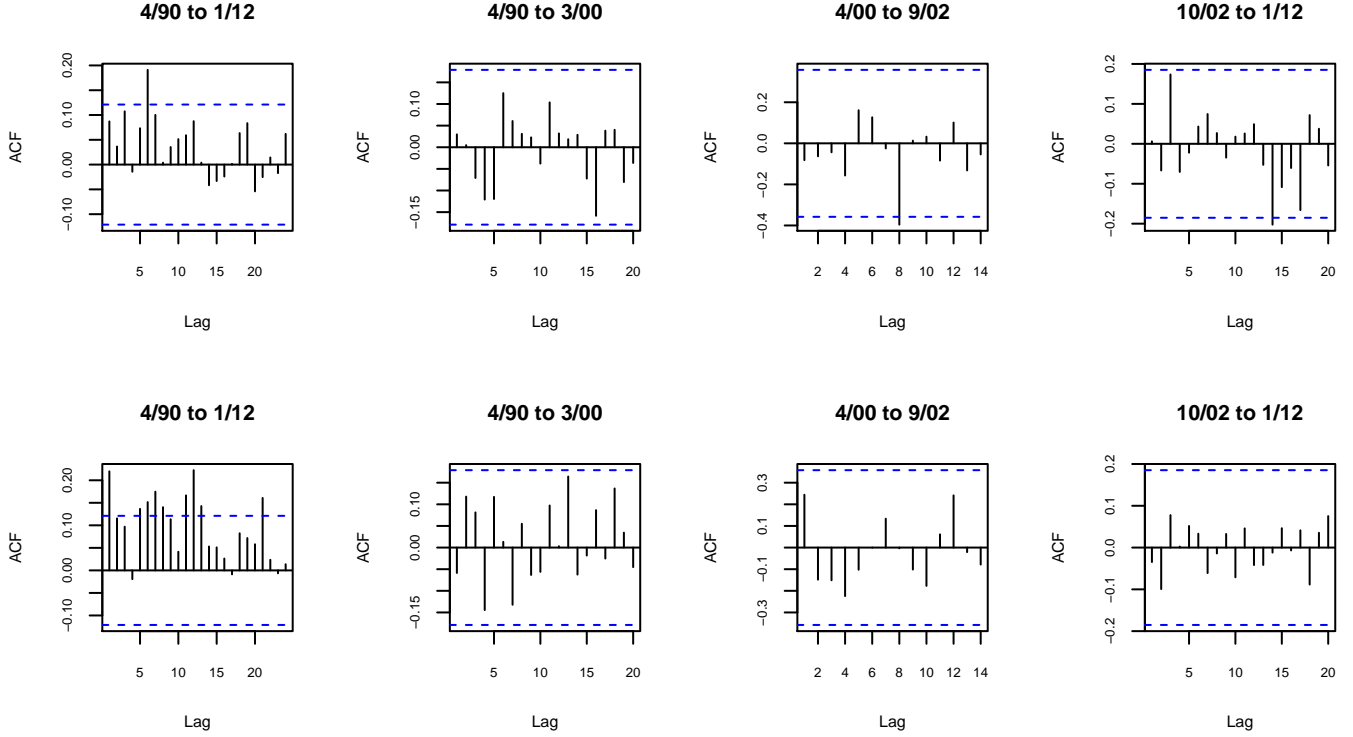 4/90 to 1/12
4/90 to 3/00
4/00 to 9/02
10/02 to 1/12
ACF
0.20
0.10
0.00
−0.10
5
10
15
20
Lag
ACF
0.10
0.00
−0.15
5
10
15
20
Lag
ACF
0.2
0.0
−0.2
−0.4
2
4
6
8
10
12
14
Lag
ACF
0.2
0.1
0.0
−0.1
−0.2
5
10
15
20
Lag
4/90 to 1/12
4/90 to 3/00
4/00 to 9/02
10/02 to 1/12
ACF
0.20
0.10
0.00
−0.10
5
10
15
20
Lag
ACF
0.10
0.00
−0.15
5
10
15
20
Lag
ACF
0.3
0.1
−0.1
−0.3
2
4
6
8
10
12
14
Lag
ACF
0.2
0.1
0.0
−0.1
−0.2
5
10
15
20
Lag